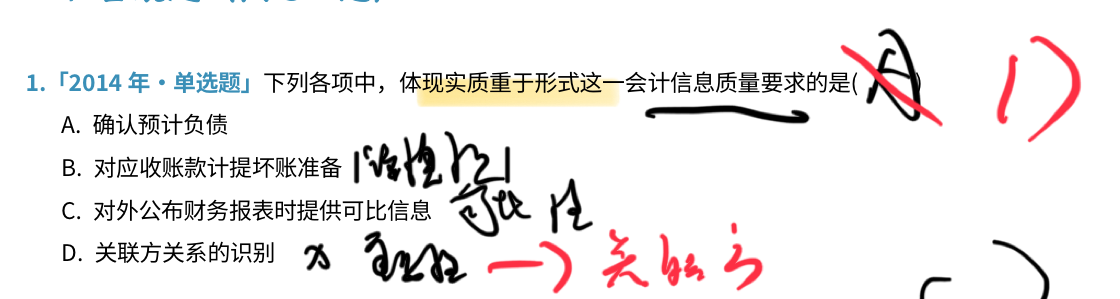 1.「2014 年·单选题」下列各项中，体现实质重于形式这一会计信息质量要求的是( A ) D
A. 确认预计负债
B. 对应收账款计提坏账准备 谨慎性
C. 对外公布财务报表时提供可比信息 可比性
D. 关联方关系的识别 x 重要性 → 关联方